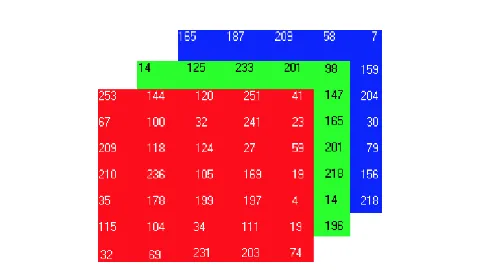 165 187 209 58 7
14 125 233 201 98 159
253 144 120 251 41 147 204
67 100 32 241 23 165 30
209 118 124 27 59 201 79
210 236 105 169 19 218 156
35 178 199 197 4 14 218
115 104 34 111 19 196
32 69 231 203 74